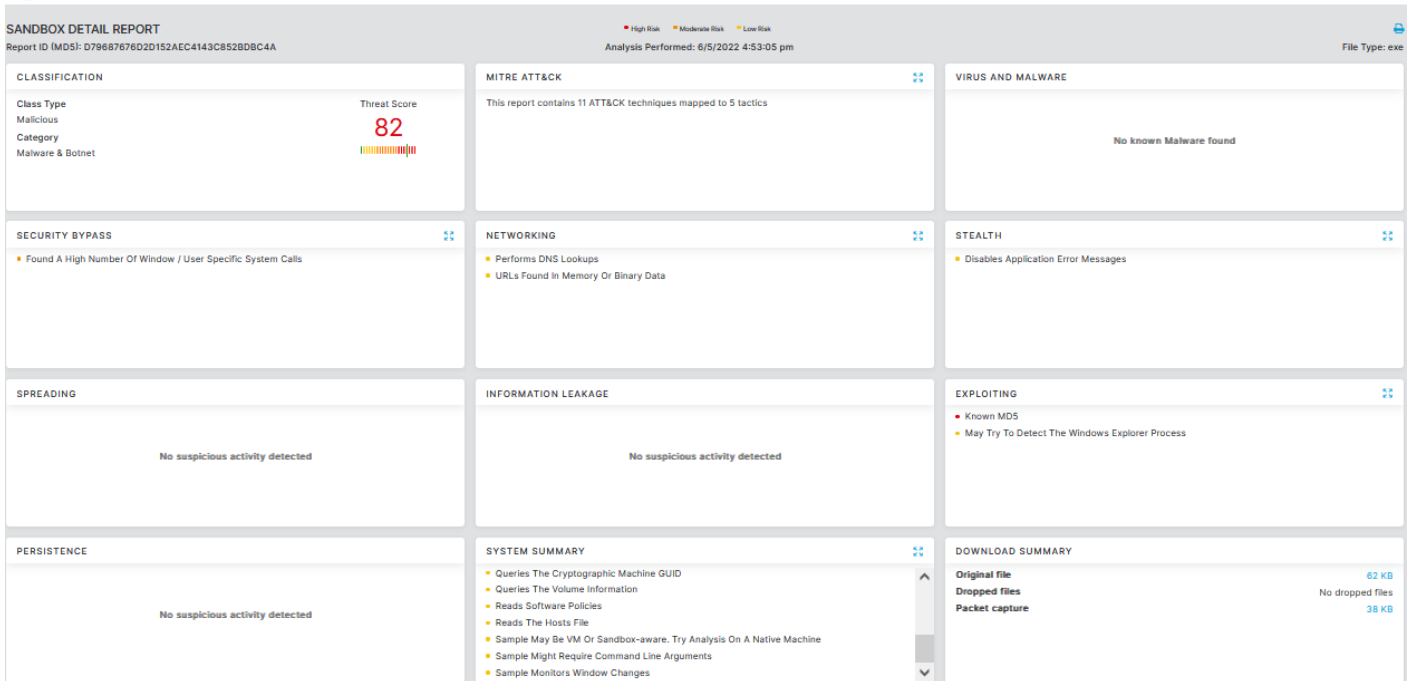 SANDBOX DETAIL REPORT
High Risk Moderate Risk Low Risk
Report ID (MD5): D79687676D2D152AEC4143C852BDBC4A
Analysis Performed: 6/5/2022 4:53:05 pm
File Type: exe
CLASSIFICATION
Class Type
Malicious
Category
Malware & Botnet
Threat Score
82
MITRE ATT&CK
This report contains 11 ATT&CK techniques mapped to 5 tactics
VIRUS AND MALWARE
No known Malware found
SECURITY BYPASS
Found A High Number Of Window / User Specific System Calls
NETWORKING
Performs DNS Lookups
URLs Found In Memory Or Binary Data
STEALTH
Disables Application Error Messages
SPREADING
No suspicious activity detected
INFORMATION LEAKAGE
No suspicious activity detected
EXPLOITING
Known MD5
May Try To Detect The Windows Explorer Process
PERSISTENCE
No suspicious activity detected
SYSTEM SUMMARY
Queries The Cryptographic Machine GUID
Queries The Volume Information
Reads Software Policies
Reads The Hosts File
Sample May Be VM Or Sandbox-aware. Try Analysis On A Native Machine
Sample Might Require Command Line Arguments
Sample Monitors Window Changes
DOWNLOAD SUMMARY
Original file 62 KB
Dropped files No dropped files
Packet capture 38 KB